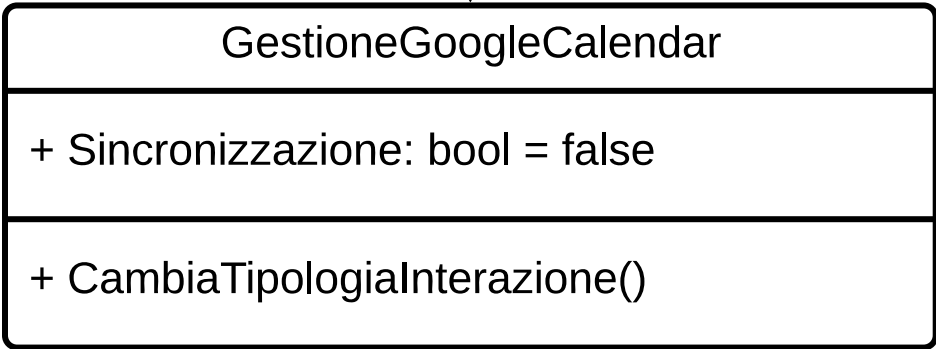 GestioneGoogleCalendar
+ Sincronizzazione: bool = false
+ CambiaTipologiaInterazione()